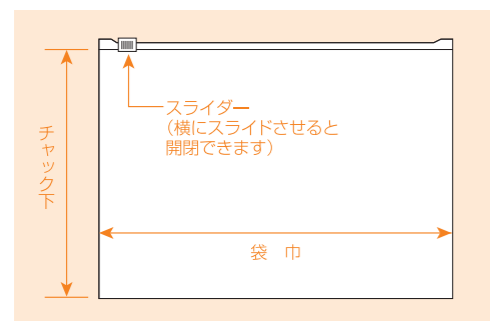 スライダー
（横にスライドさせると
開閉できます）
チャック下
袋 巾